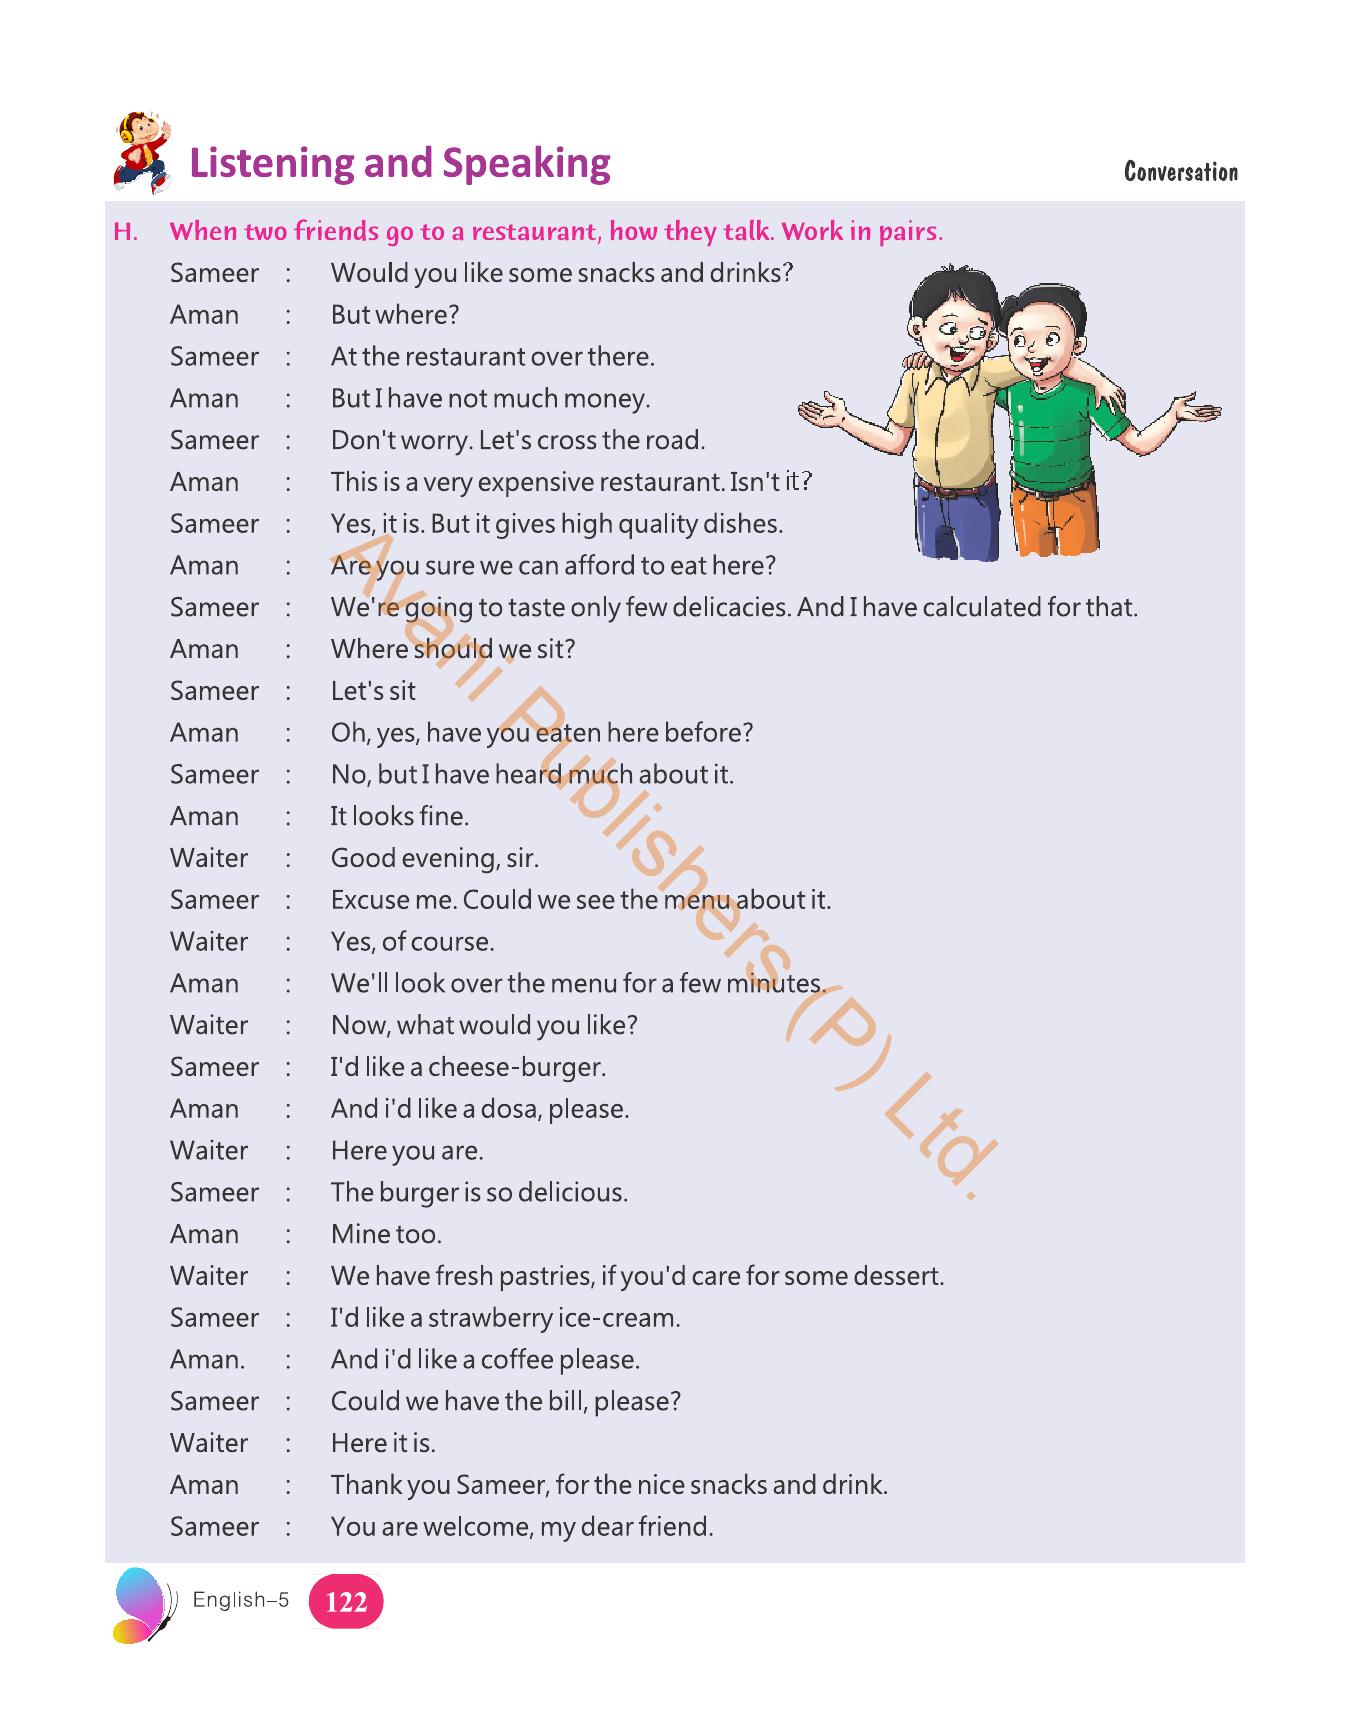 Listening and Speaking
Conversation
H. When two friends go to a restaurant, how they talk. Work in pairs.
Sameer : Would you like some snacks and drinks?
Aman : But where?
Sameer : At the restaurant over there.
Aman : But I have not much money.
Sameer : Don't worry. Let's cross the road.
Aman : This is a very expensive restaurant. Isn't it?
Sameer : Yes, it is. But it gives high quality dishes.
Aman : Are you sure we can afford to eat here?
Sameer : We're going to taste only few delicacies. And I have calculated for that.
Aman : Where should we sit?
Sameer : Let's sit
Aman : Oh, yes, have you eaten here before?
Sameer : No, but I have heard much about it.
Aman : It looks fine.
Waiter : Good evening, sir.
Sameer : Excuse me. Could we see the menu about it.
Waiter : Yes, of course.
Aman : We'll look over the menu for a few minutes.
Waiter : Now, what would you like?
Sameer : I'd like a cheese-burger.
Aman : And i'd like a dosa, please.
Waiter : Here you are.
Sameer : The burger is so delicious.
Aman : Mine too.
Waiter : We have fresh pastries, if you'd care for some dessert.
Sameer : I'd like a strawberry ice-cream.
Aman. : And i'd like a coffee please.
Sameer : Could we have the bill, please?
Waiter : Here it is.
Aman : Thank you Sameer, for the nice snacks and drink.
Sameer : You are welcome, my dear friend.
Avani Publishers (P) Ltd.
English–5 122